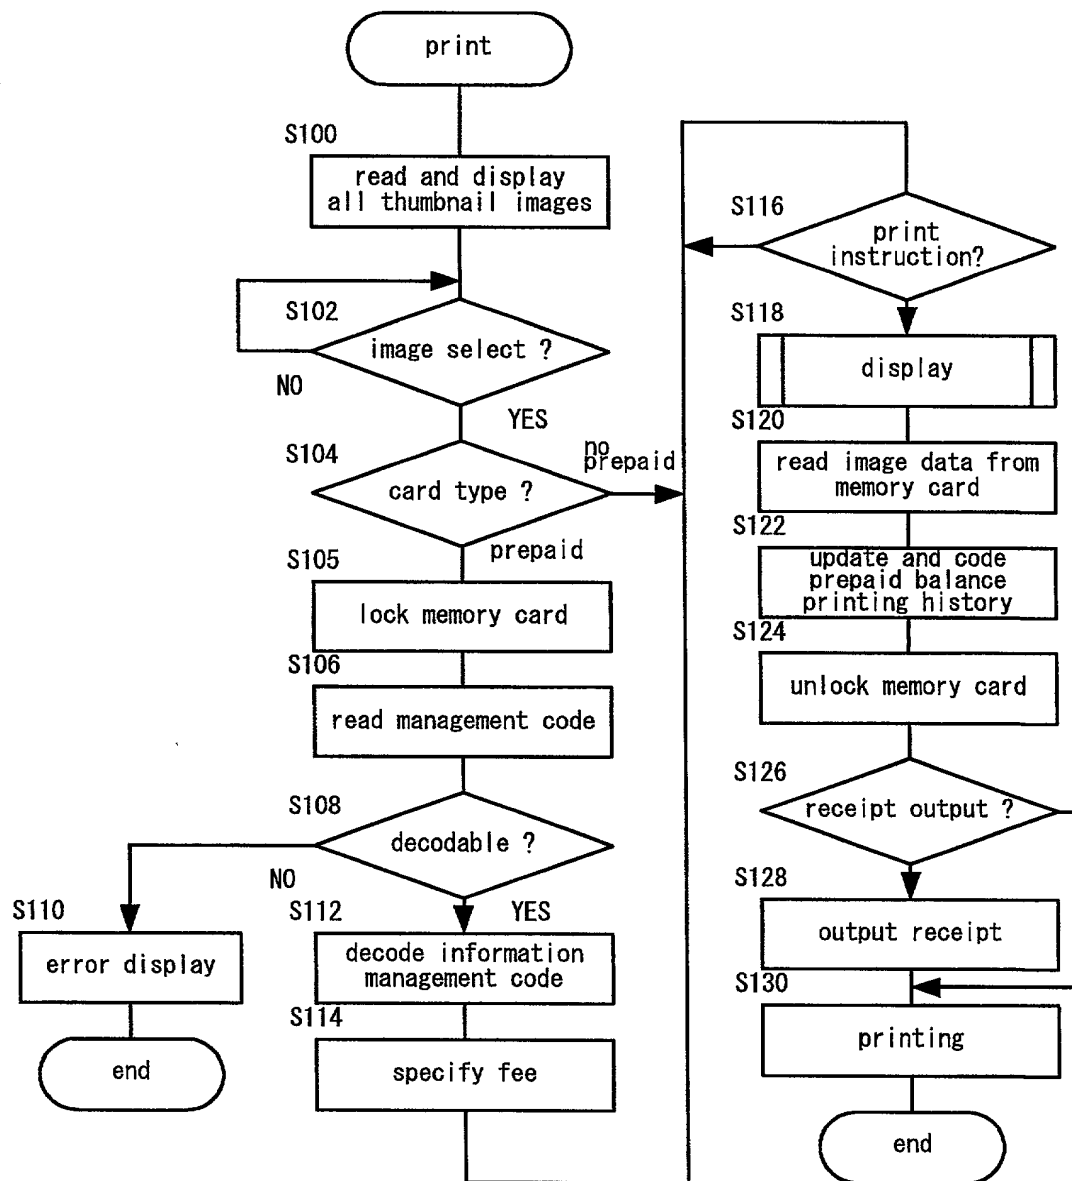 print
S100
read and display
all thumbnail images
S102
image select ?
NO
YES
S104
card type ?
no
prepaid
prepaid
S105
lock memory card
S106
read management code
S108
decodable ?
NO
YES
S110
error display
end
S112
decode information
management code
S114
specify fee
S116
print
instruction?
S118
display
S120
read image data from
memory card
S122
update and code
prepaid balance
printing history
S124
unlock memory card
S126
receipt output ?
S128
output receipt
S130
printing
end